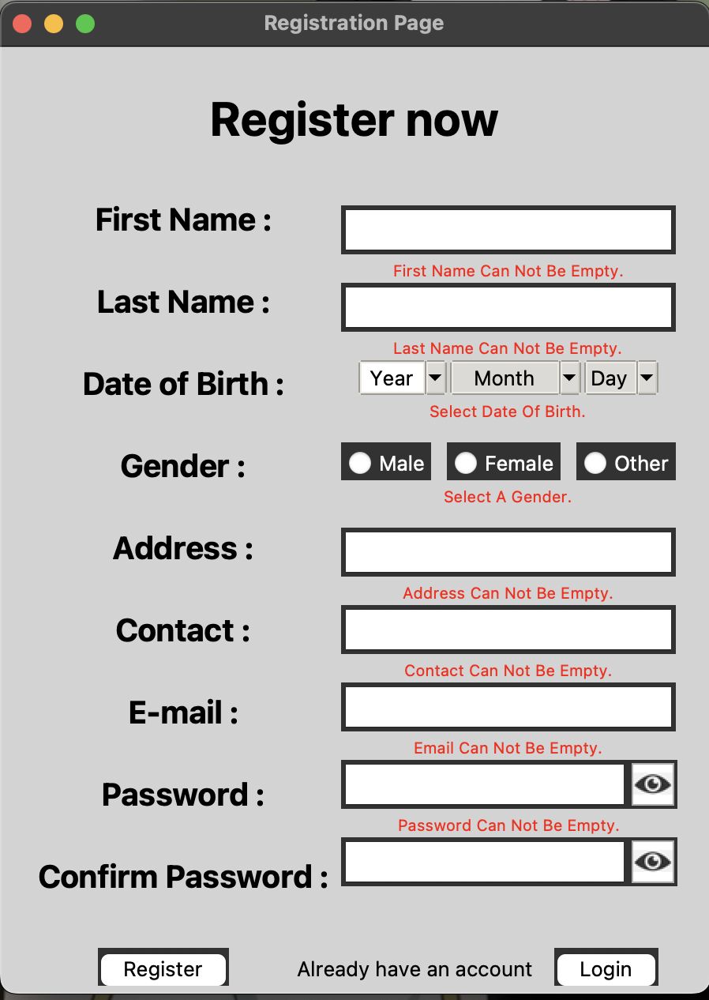 Registration Page
Register now
First Name :
First Name Can Not Be Empty.
Last Name :
Last Name Can Not Be Empty.
Date of Birth : Year Month Day
Select Date Of Birth.
Gender : Male Female Other
Select A Gender.
Address :
Address Can Not Be Empty.
Contact :
Contact Can Not Be Empty.
E-mail :
Email Can Not Be Empty.
Password :
Password Can Not Be Empty.
Confirm Password :
Register Already have an account Login